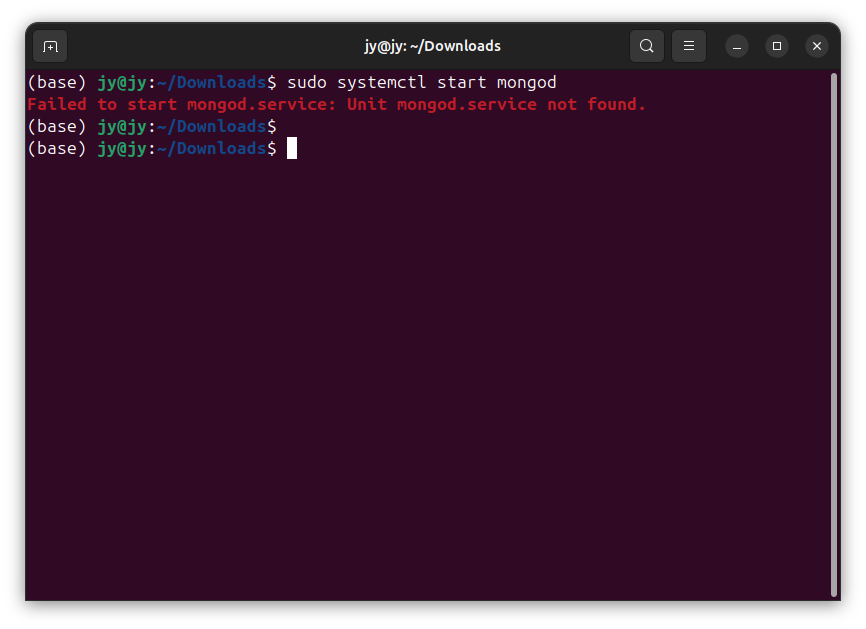 jy@jy: ~/Downloads
(base) jy@jy:~/Downloads$ sudo systemctl start mongod
Failed to start mongod.service: Unit mongod.service not found.
(base) jy@jy:~/Downloads$
(base) jy@jy:~/Downloads$